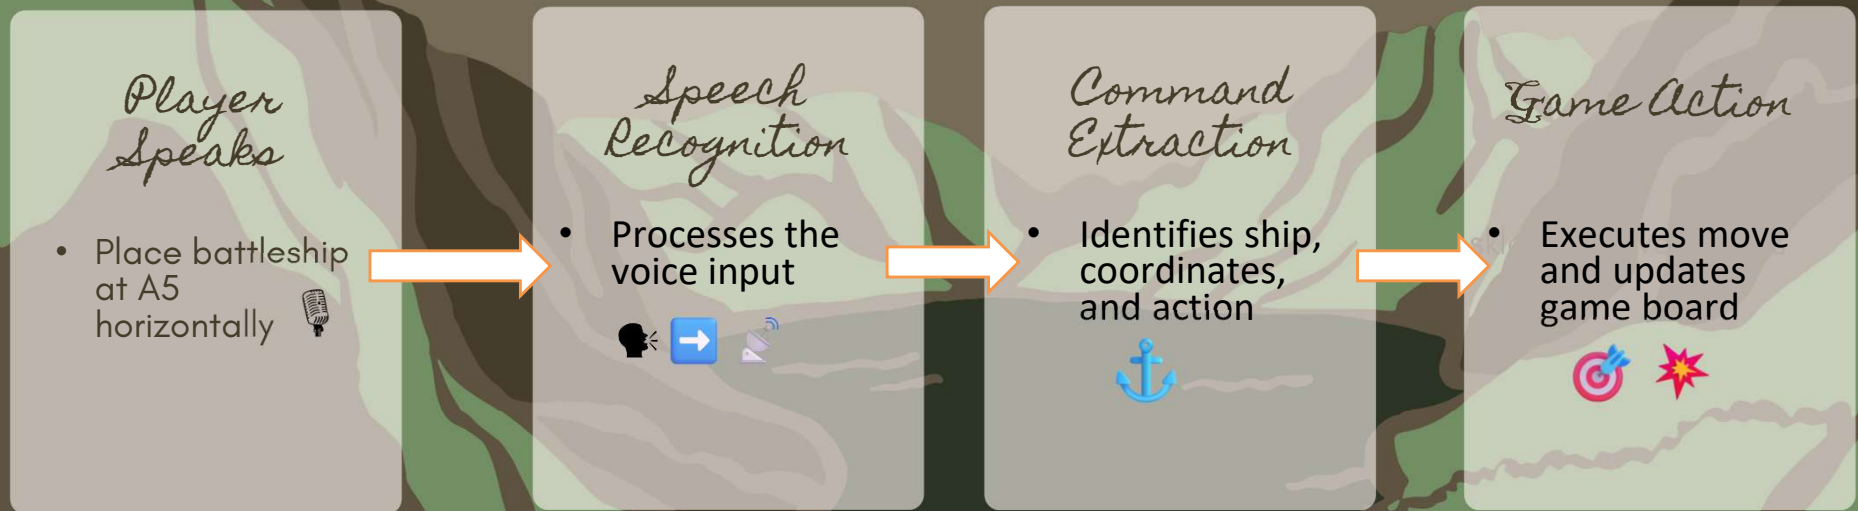 Player
Speaks
• Place battleship
at A5
horizontally
Speech
Recognition
• Processes the
voice input
Command
Extraction
• Identifies ship,
coordinates,
and action
Game Action
• Executes move
and updates
game board